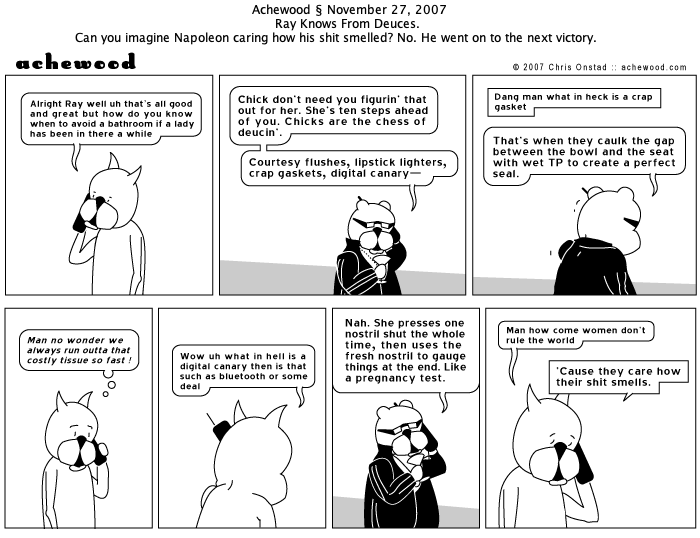 Achewood § November 27, 2007
Ray Knows From Deuces.
Can you imagine Napoleon caring how his shit smelled? No. He went on to the next victory.
achewood
© 2007 Chris Onstad :: achewood.com
Alright Ray well uh that's all good
and great but how do you know
when to avoid a bathroom if a lady
has been in there a while
Chick don't need you figurin' that
out for her. She's ten steps ahead
of you. Chicks are the chess of
deucin'.
Courtesy flushes, lipstick lighters,
crap gaskets, digital canary—
Dang man what in heck is a crap
gasket
That's when they caulk the gap
between the bowl and the seat
with wet TP to create a perfect
seal.
Man no wonder we
always run outta that
costly tissue so fast !
Wow uh what in hell is a
digital canary then is that
such as bluetooth or some
deal
Nah. She presses one
nostril shut the whole
time, then uses the
fresh nostril to gauge
things at the end. Like
a pregnancy test.
Man how come women don't
rule the world
'Cause they care how
their shit smells.